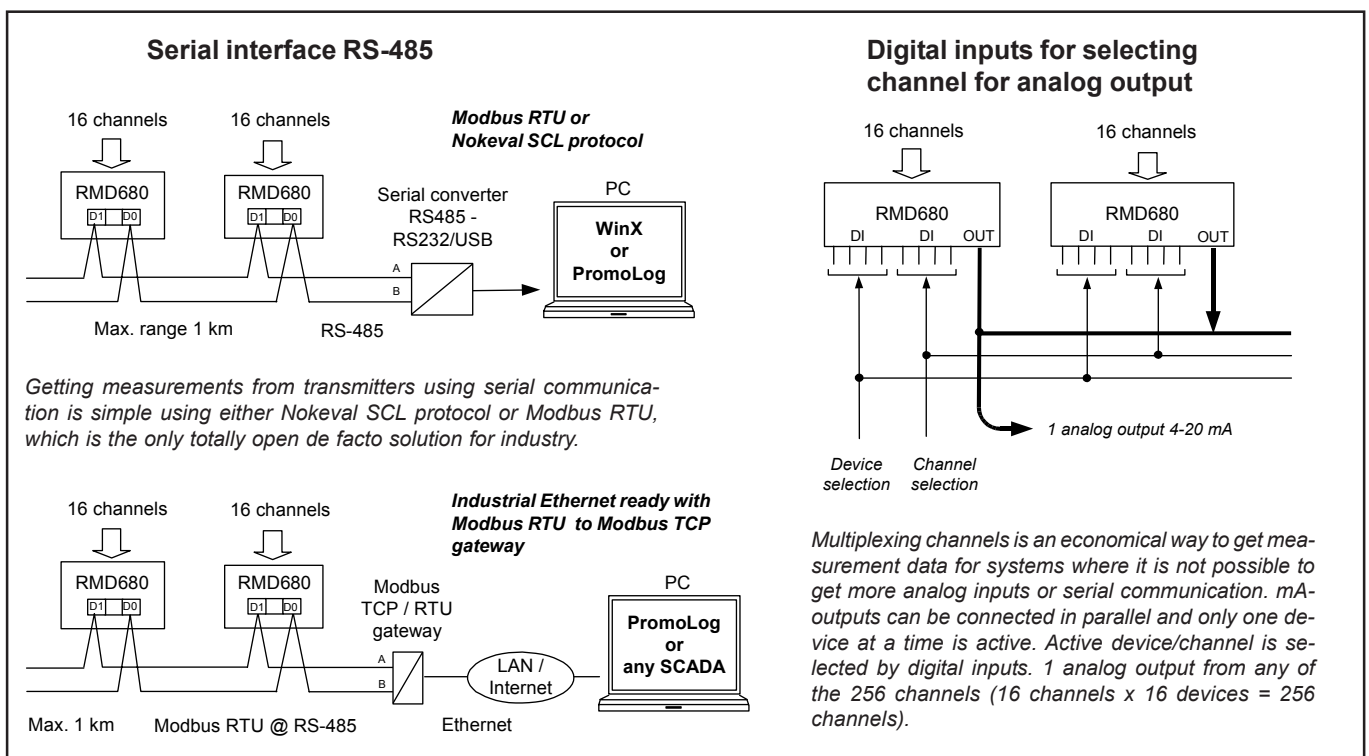 Serial interface RS-485
16 channels
16 channels
Modbus RTU or
Nokeval SCL protocol
RMD680
D1
D0
RMD680
D1
D0
Serial converter
RS485 -
RS232/USB
PC
WinX
or
PromoLog
A
B
Max. range 1 km
RS-485
Getting measurements from transmitters using serial communica-
tion is simple using either Nokeval SCL protocol or Modbus RTU,
which is the only totally open de facto solution for industry.
16 channels
16 channels
Industrial Ethernet ready with
Modbus RTU to Modbus TCP
gateway
RMD680
D1
D0
RMD680
D1
D0
Modbus
TCP / RTU
gateway
PC
PromoLog
or
any SCADA
A
B
LAN /
Internet
Max. 1 km
Modbus RTU @ RS-485
Ethernet
Digital inputs for selecting
channel for analog output
16 channels
16 channels
RMD680
DI
DI
OUT
RMD680
DI
DI
OUT
1 analog output 4-20 mA
Device
selection
Channel
selection
Multiplexing channels is an economical way to get mea-
surement data for systems where it is not possible to
get more analog inputs or serial communication. mA-
outputs can be connected in parallel and only one de-
vice at a time is active. Active device/channel is se-
lected by digital inputs. 1 analog output from any of
the 256 channels (16 channels x 16 devices = 256
channels).